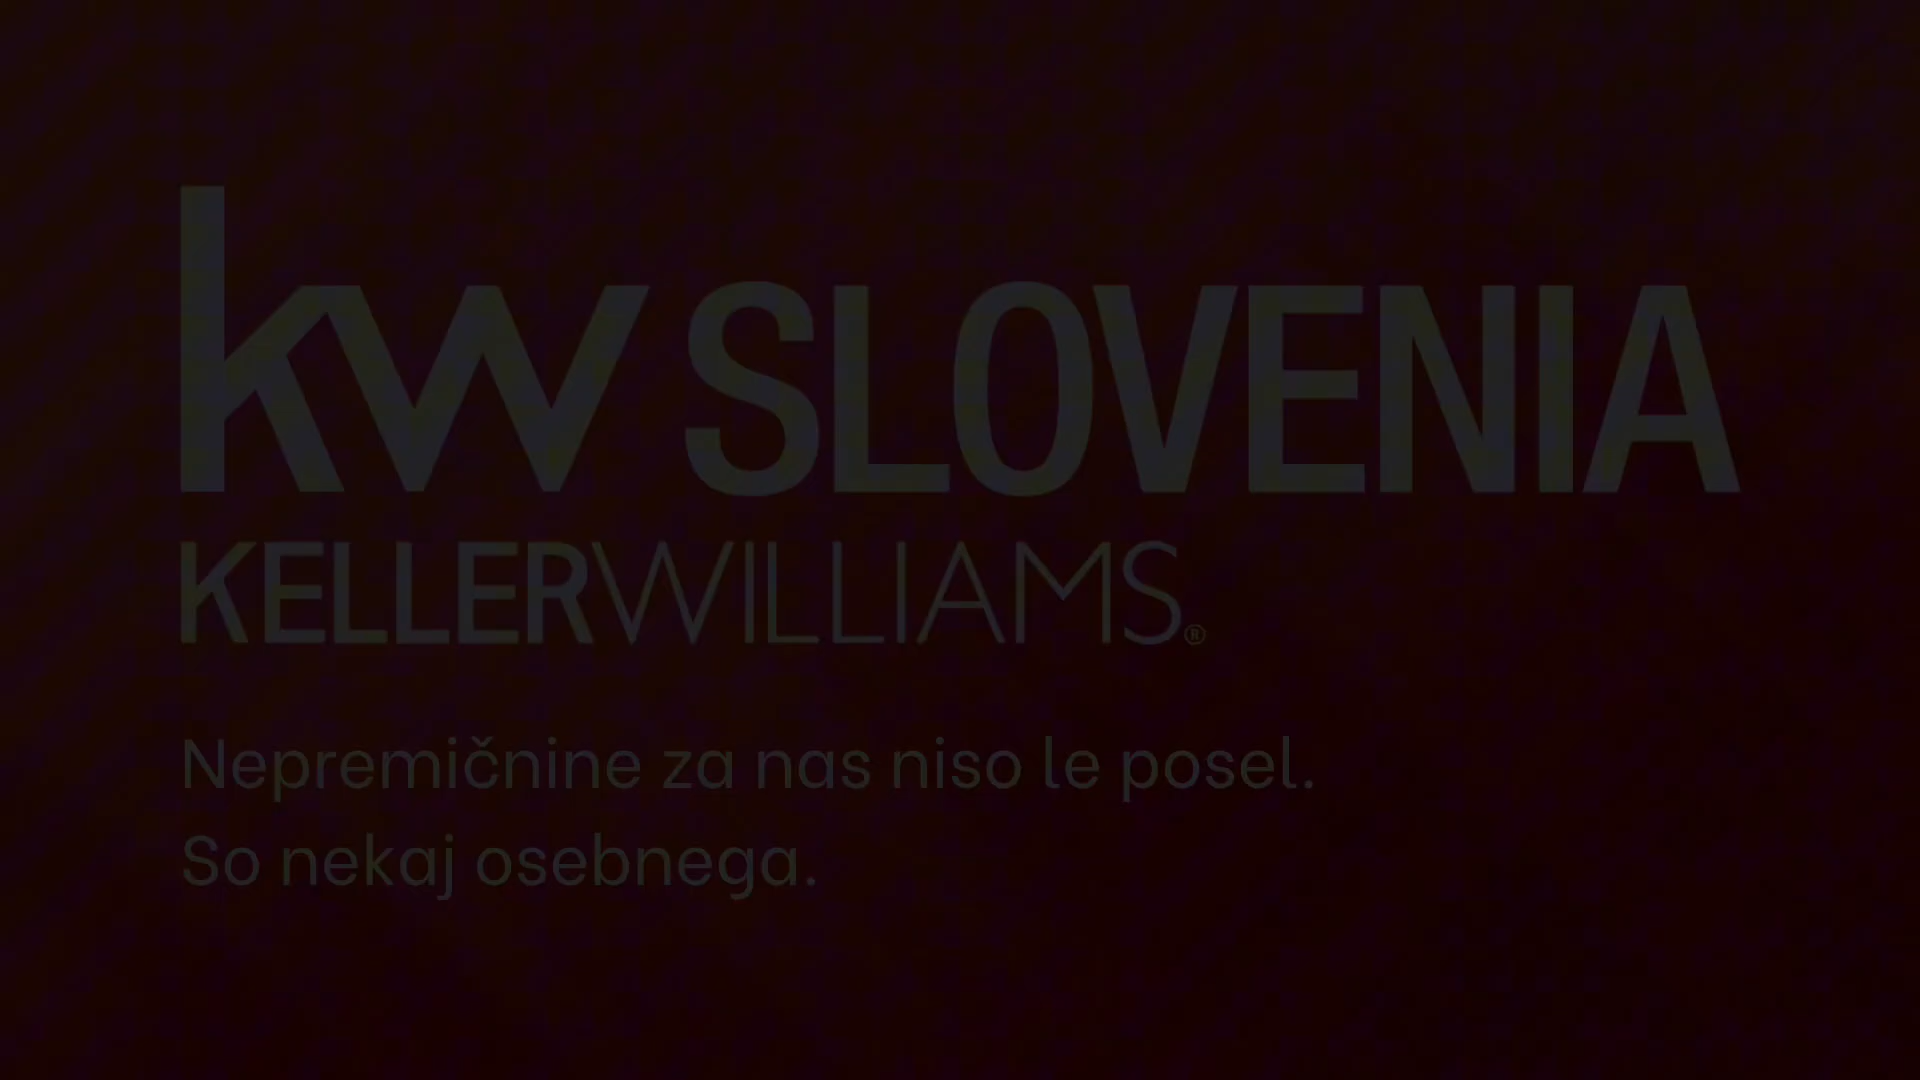 kw SLOVENIA
KELLERWILLIAMS®
Nepremičnine za nas niso le posel.
So nekaj osebnega.